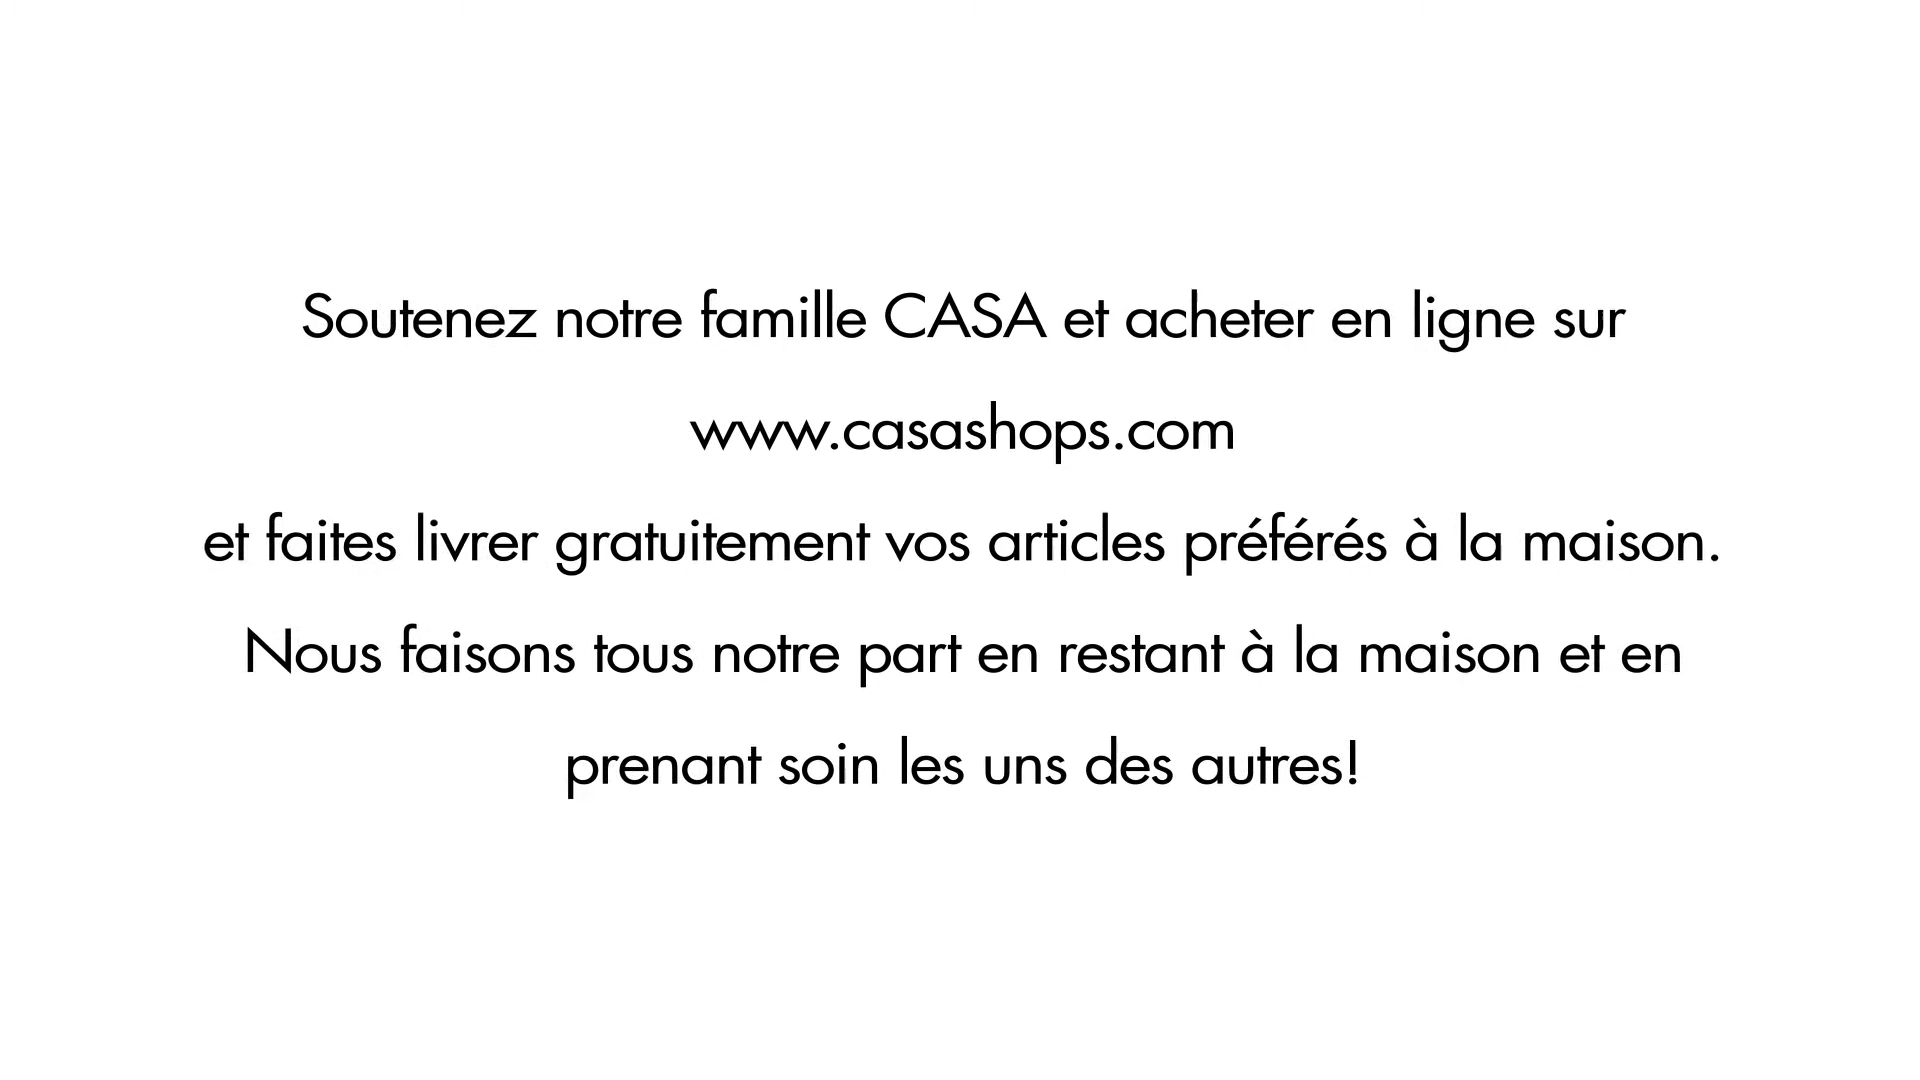 Soutenez notre famille CASA et acheter en ligne sur
www.casashops.com
et faites livrer gratuitement vos articles préférés à la maison.
Nous faisons tous notre part en restant à la maison et en
prenant soin les uns des autres!